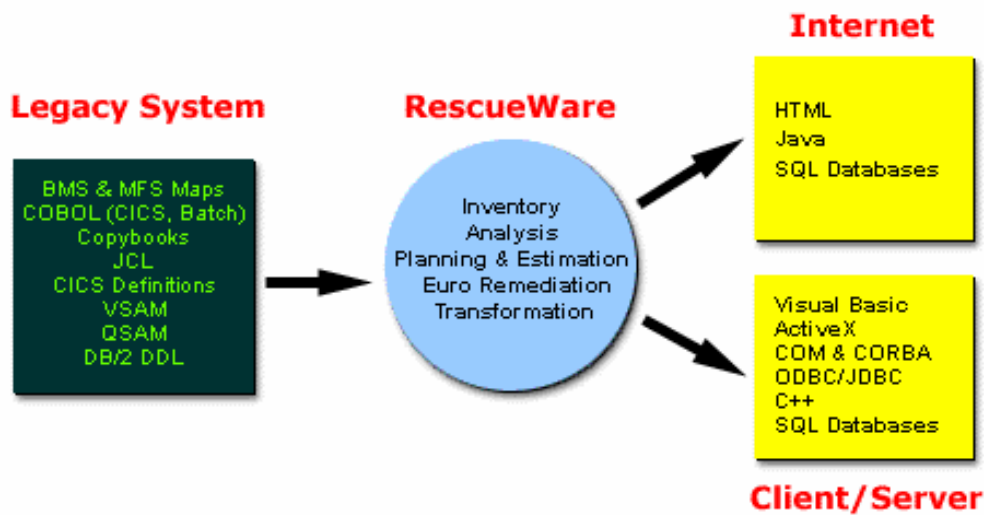 Legacy System
BMS & MFS Maps
COBOL (CICS, Batch)
Copybooks
JCL
CICS Definitions
VSAM
QSAM
DB/2 DDL
RescueWare
Inventory
Analysis
Planning & Estimation
Euro Remediation
Transformation
Internet
HTML
Java
SQL Databases
Visual Basic
ActiveX
COM & CORBA
ODBC/JDBC
C++
SQL Databases
Client/Server